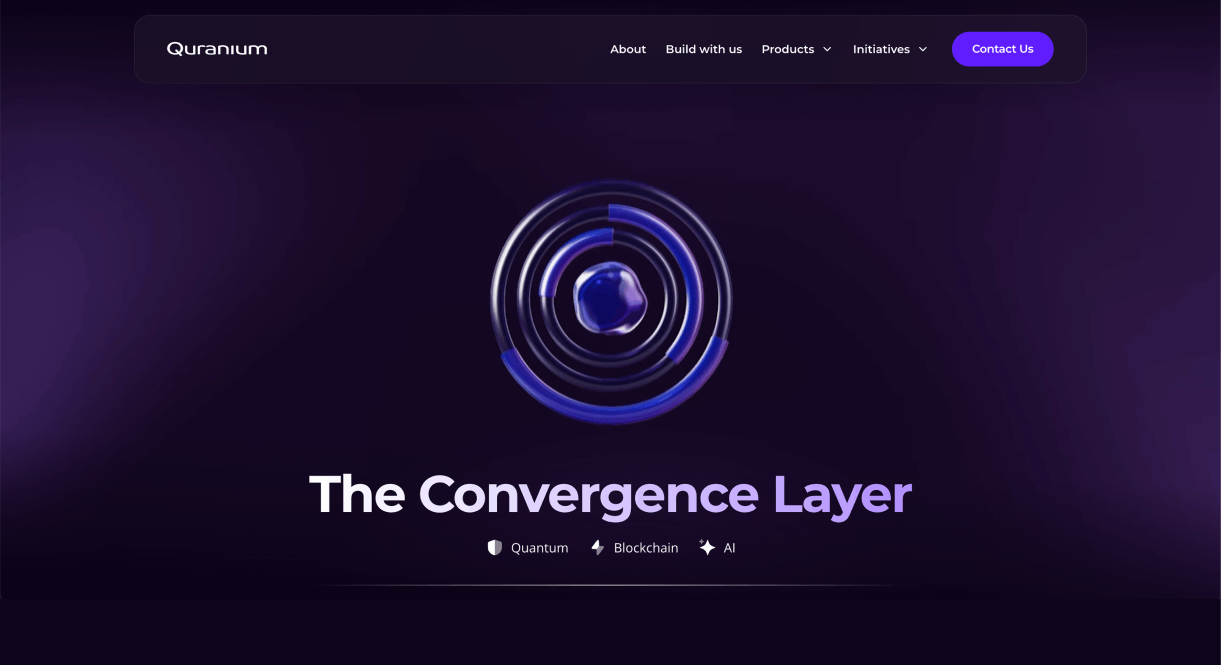 Quranium About Build with us Products Initiatives Contact Us
The Convergence Layer
Quantum Blockchain AI